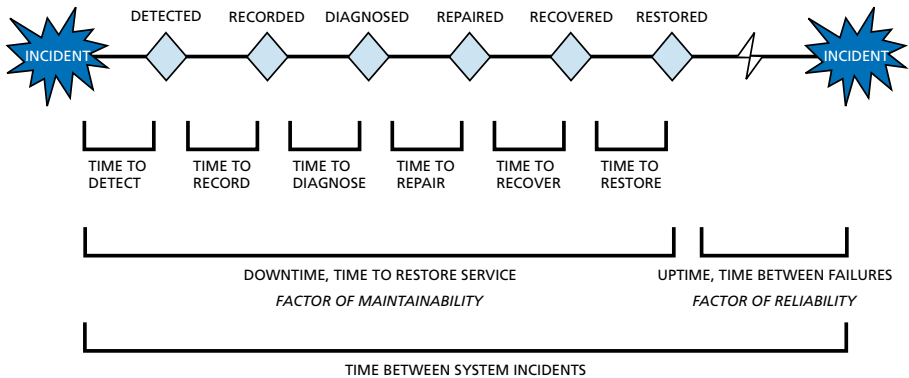 DETECTED RECORDED DIAGNOSED REPAIRED RECOVERED RESTORED
INCIDENT INCIDENT
TIME TO TIME TO TIME TO TIME TO TIME TO TIME TO
DETECT RECORD DIAGNOSE REPAIR RECOVER RESTORE
DOWNTIME, TIME TO RESTORE SERVICE UPTIME, TIME BETWEEN FAILURES
FACTOR OF MAINTAINABILITY FACTOR OF RELIABILITY
TIME BETWEEN SYSTEM INCIDENTS